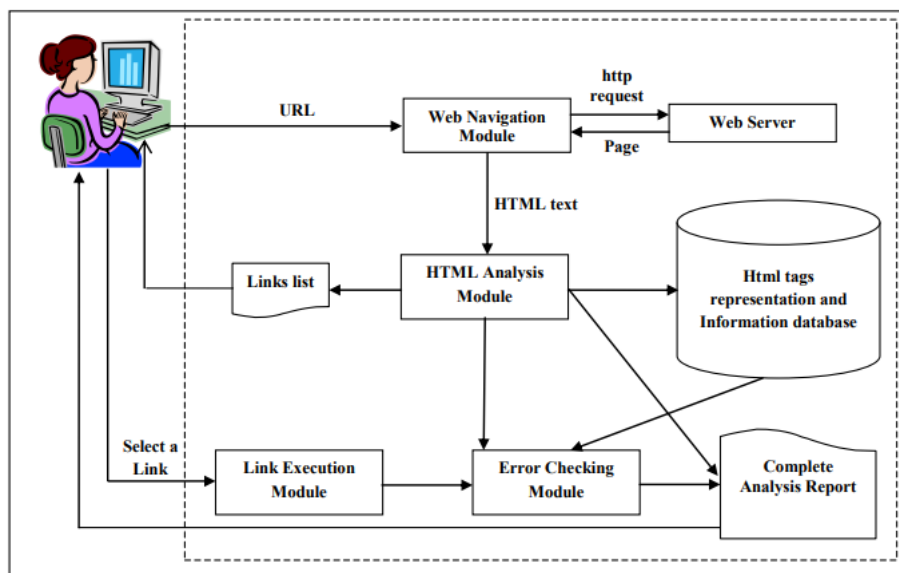 URL
http
request
Web Navigation
Module
Web Server
Page
HTML text
Links list
HTML Analysis
Module
Html tags
representation and
Information database
Select a
Link
Link Execution
Module
Error Checking
Module
Complete
Analysis Report